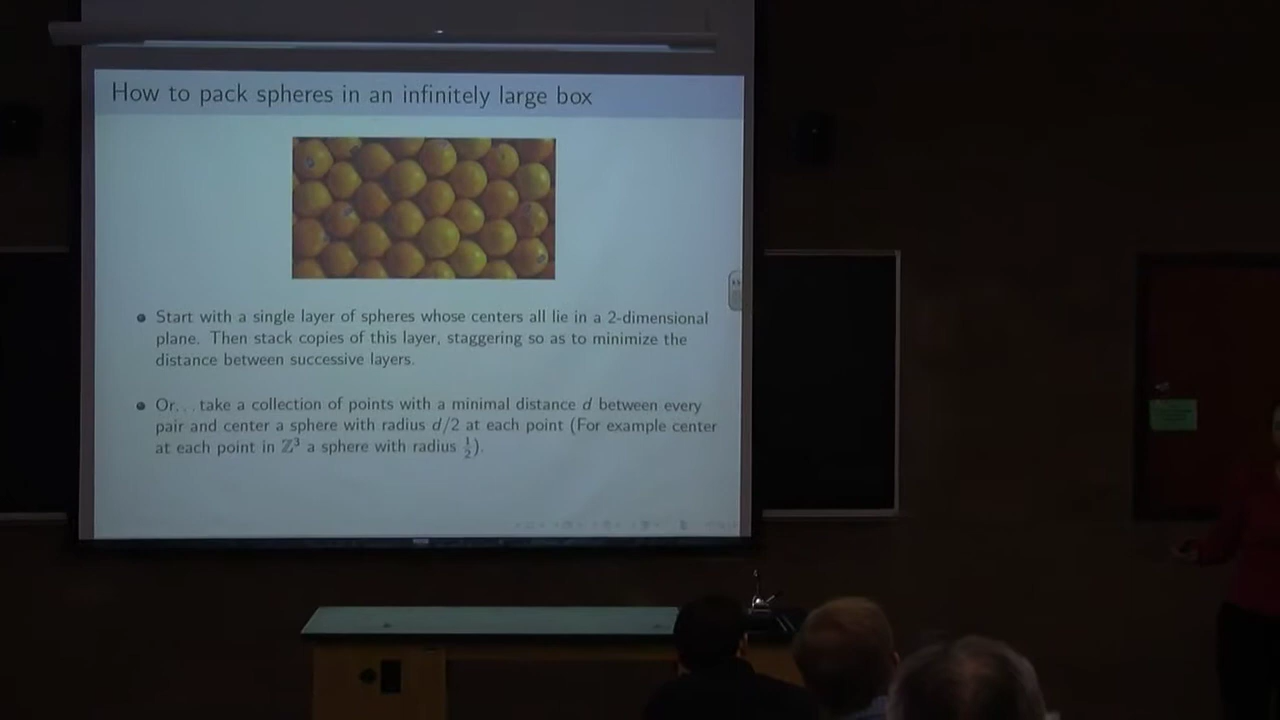 How to pack spheres in an infinitely large box
Start with a single layer of spheres whose centers all lie in a 2-dimensional
plane. Then stack copies of this layer, staggering so as to minimize the
distance between successive layers.
Or... take a collection of points with a minimal distance d between every
pair and center a sphere with radius d/2 at each point (For example center
at each point in ℤ³ a sphere with radius ½).